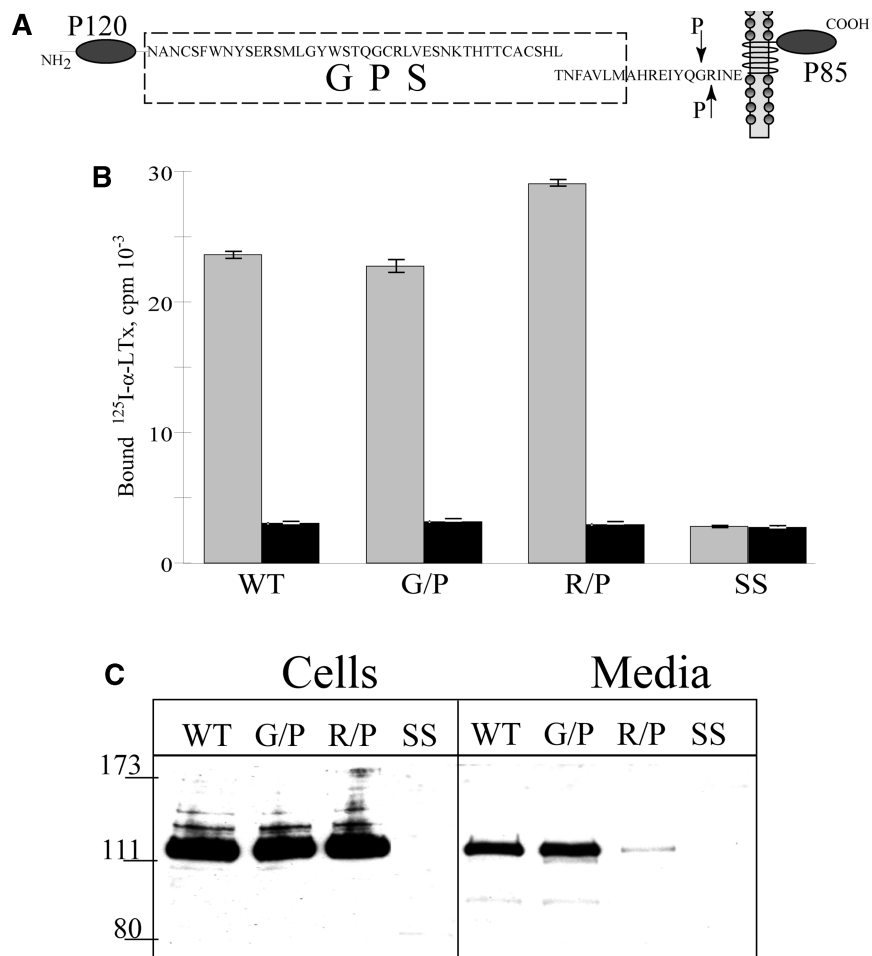 A
P120
NH2
NANCSFWNYSERSMLGYWSTQGCRLVESNKTHTTCACSHL
G P S
TNFAVLMAHREIYQGRINE
P
P
COOH
P85
B
Bound 125I-α-LTx, cpm 10-3
30
20
10
0
WT G/P R/P SS
C
Cells Media
WT G/P R/P SS WT G/P R/P SS
173
111
80